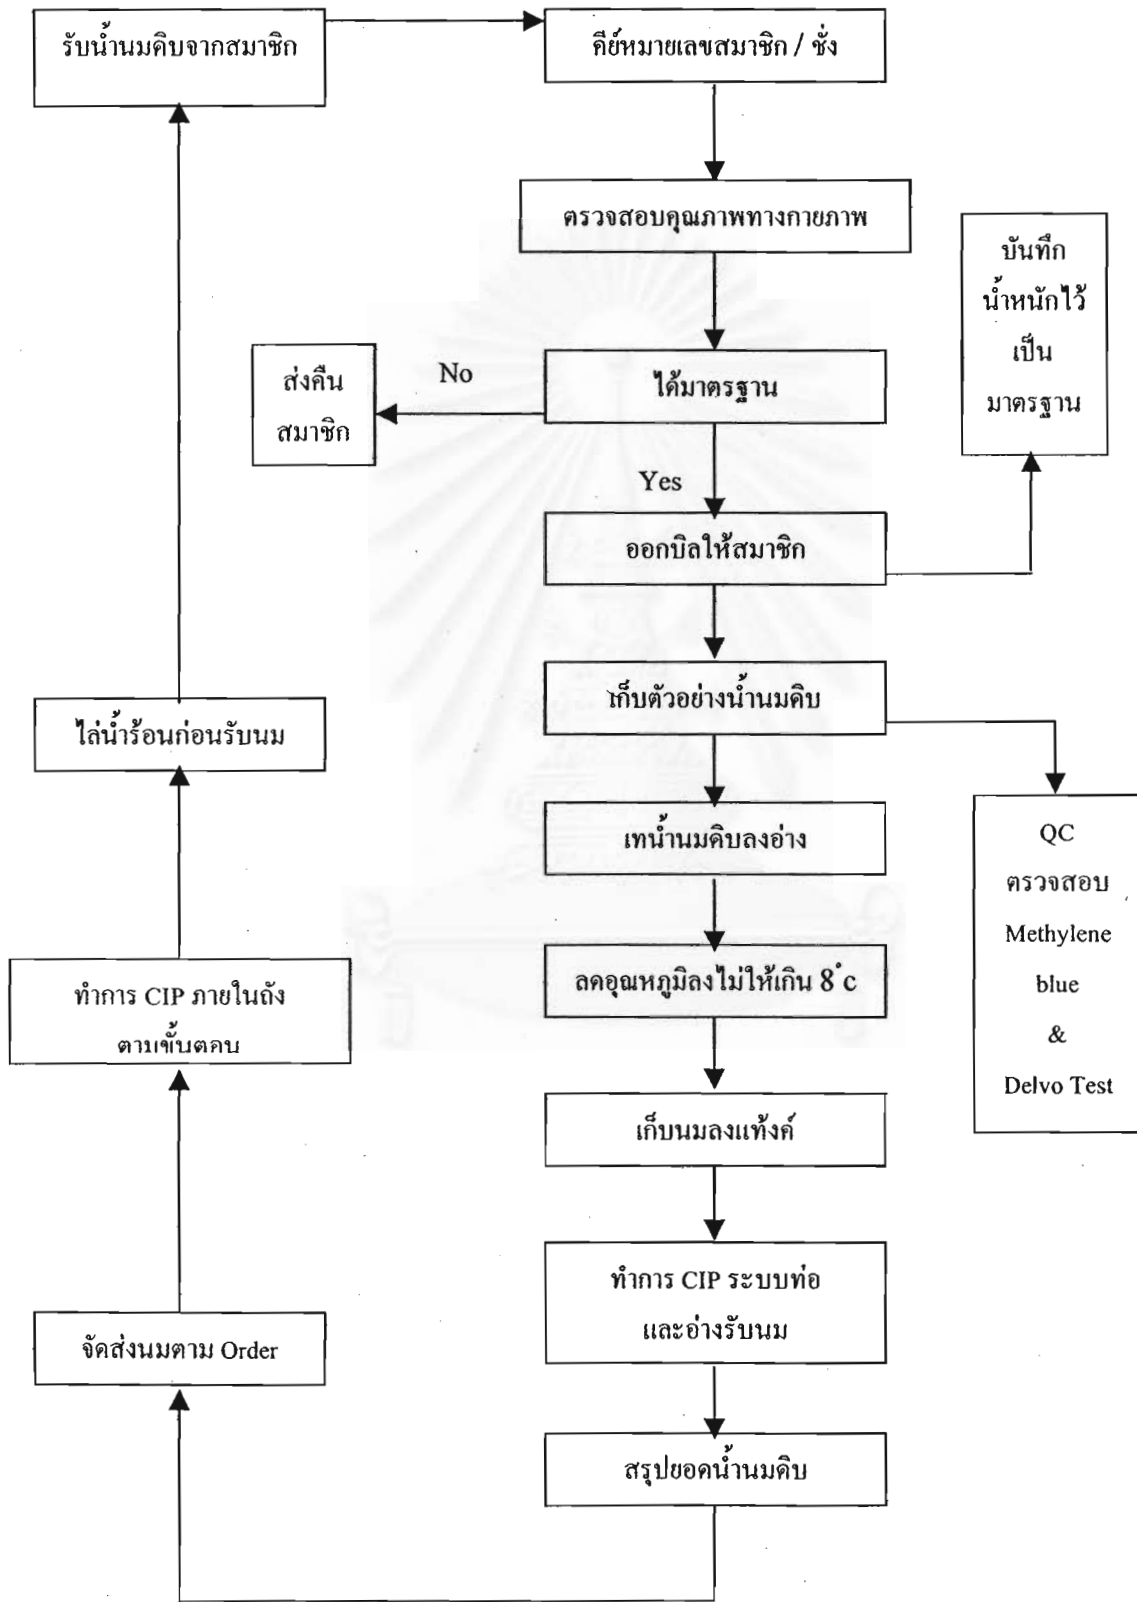 รับน้ำนมดิบจากสมาชิก
คีย์หมายเลขสมาชิก / ชั่ง
ตรวจสอบคุณภาพทางกายภาพ
บันทึก
น้ำหนักไว้
เป็น
มาตรฐาน
ได้มาตรฐาน
No
ส่งคืน
สมาชิก
Yes
ออกบิลให้สมาชิก
เก็บตัวอย่างน้ำนมดิบ
QC
ตรวจสอบ
Methylene
blue
&
Delvo Test
เทน้ำนมดิบลงอ่าง
ลดอุณหภูมิลงไม่ให้เกิน 8°c
เก็บนมลงแท้งค์
ทำการ CIP ระบบท่อ
และอ่างรับนม
สรุปยอดน้ำนมดิบ
จัดส่งนมตาม Order
ทำการ CIP ภายในถัง
ตามขั้นตอน
ไล่น้ำร้อนก่อนรับนม